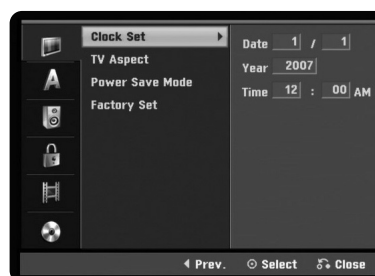 Clock Set
TV Aspect
Power Save Mode
Factory Set
Date 1 / 1
Year 2007
Time 12 : 00 AM
A
Prev. Select Close